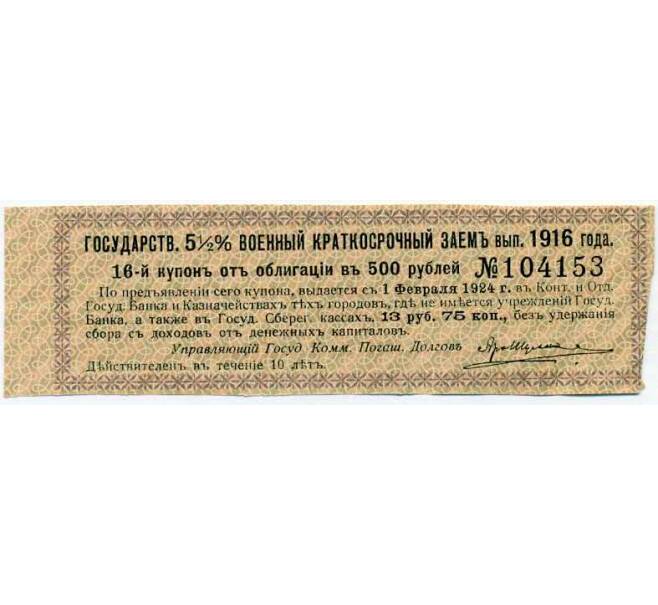 ГОСУДАРСТВ. 5½% ВОЕННЫЙ КРАТКОСРОЧНЫЙ ЗАЕМЪ вып. 1916 года.
16-й купонъ отъ облигаціи въ 500 рублей №104153
По предъявленіи сего купона, выдается съ 1 Февраля 1924 г. въ Конт. и Отд.
Госуд. Банка и Казначействахъ тѣхъ городовъ, гдѣ не имѣется учрежденій Госуд.
Банка, а также въ Госуд. Сберег. кассахъ, 13 руб. 75 коп., безъ удержанія
сбора съ доходовъ отъ денежныхъ капиталовъ.
Управляющій Госуд. Комм. Погаш. Долговъ
Дѣйствителенъ въ теченіе 10 лѣтъ.